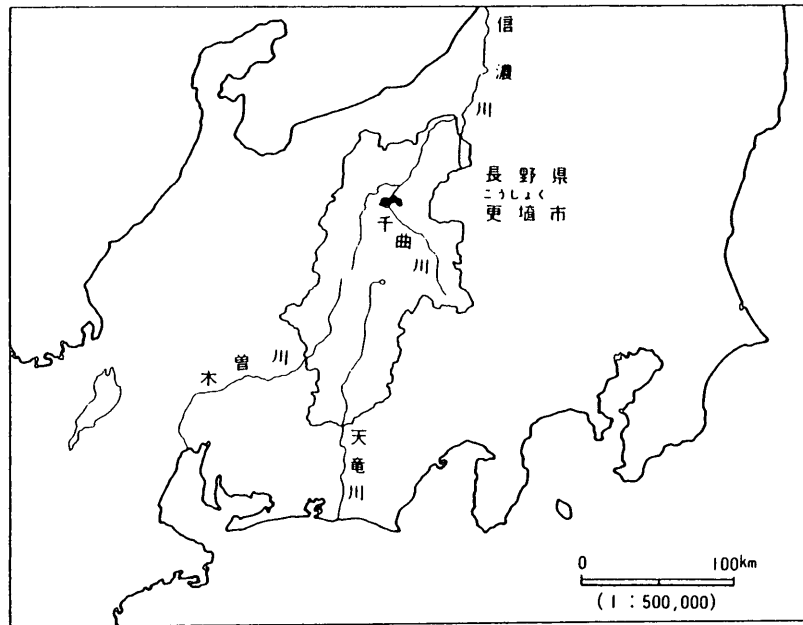 信濃川
長野県
こうしょく
更埴市
千曲川
木曽川
天竜川
0 100km
(1:500,000)